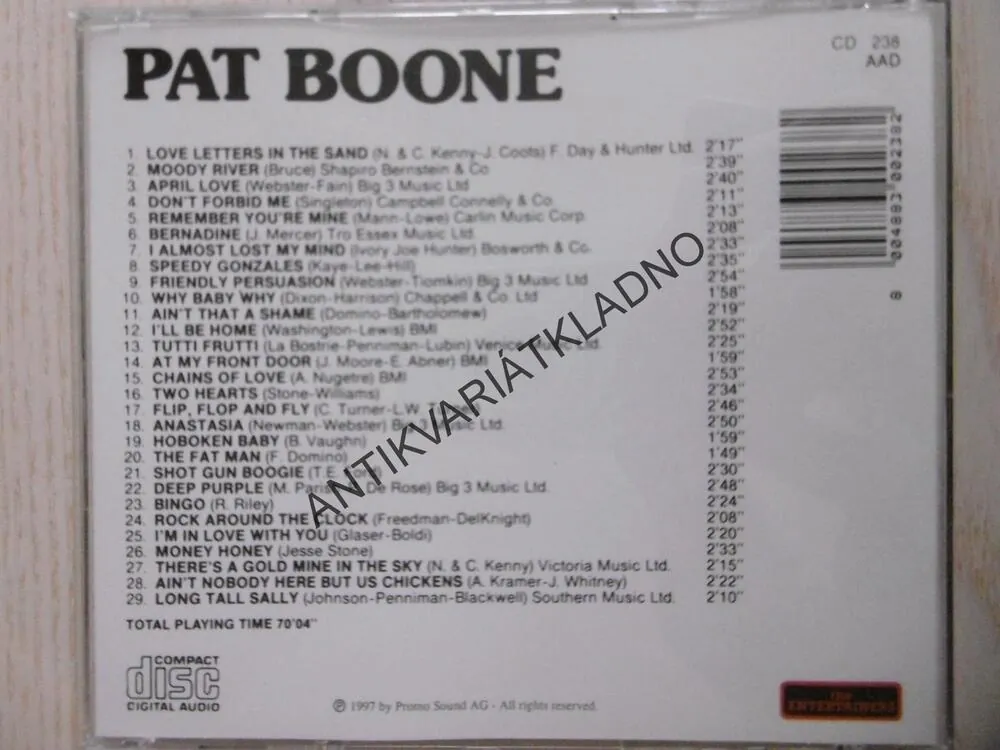 PAT BOONE
CD 238
AAD
1. LOVE LETTERS IN THE SAND (N. & C. Kenny-J. Coots) F. Day & Hunter Ltd. 2'17"
2. MOODY RIVER (Bruce) Shapiro Bernstein & Co 2'39"
3. APRIL LOVE (Webster-Fain) Big 3 Music Ltd 2'40"
4. DON'T FORBID ME (Singleton) Campbell Connelly & Co. 2'11"
5. REMEMBER YOU'RE MINE (Mann-Lowe) Carlin Music Corp. 2'13"
6. BERNADINE (J. Mercer) Tro Essex Music Ltd. 2'08"
7. I ALMOST LOST MY MIND (Ivory Joe Hunter) Bosworth & Co. 2'33"
8. SPEEDY GONZALES (Kaye-Lee-Hill) 2'35"
9. FRIENDLY PERSUASION (Webster-Tiomkin) Big 3 Music Ltd 2'54"
10. WHY BABY WHY (Dixon-Harrison) Chappell & Co. Ltd 1'58"
11. AIN'T THAT A SHAME (Domino-Bartholomew) 2'19"
12. I'LL BE HOME (Washington-Lewis) BMI 2'52"
13. TUTTI FRUTTI (La Bostrie-Penniman-Lubin) Venice Ltd. 2'25"
14. AT MY FRONT DOOR (J. Moore-E. Abner) BMI 1'59"
15. CHAINS OF LOVE (A. Nugetre) BMI 2'53"
16. TWO HEARTS (Stone-Williams) 2'34"
17. FLIP, FLOP AND FLY (C. Turner-L.W. 2'46"
18. ANASTASIA (Newman-Webster) Big 3 Music Ltd. 2'50"
19. HOBOKEN BABY (B. Vaughn) 1'59"
20. THE FAT MAN (F. Domino) 1'49"
21. SHOT GUN BOOGIE (T.E. 2'30"
22. DEEP PURPLE (M. De Rose) Big 3 Music Ltd. 2'48"
23. BINGO (R. Riley) 2'24"
24. ROCK AROUND THE CLOCK (Freedman-DelKnight) 2'08"
25. I'M IN LOVE WITH YOU (Glaser-Boldi) 2'20"
26. MONEY HONEY (Jesse Stone) 2'33"
27. THERE'S A GOLD MINE IN THE SKY (N. & C. Kenny) Victoria Music Ltd. 2'15"
28. AIN'T NOBODY HERE BUT US CHICKENS (A. Kramer-J. Whitney) 2'22"
29. LONG TALL SALLY (Johnson-Penniman-Blackwell) Southern Music Ltd. 2'10"
TOTAL PLAYING TIME 70'04"
004883 002382
8
ANTIKVARIÁTKLADNO
COMPACT
disc
DIGITAL AUDIO
℗ 1997 by Promo Sound AG - All rights reserved.
the
ENTERTAINERS